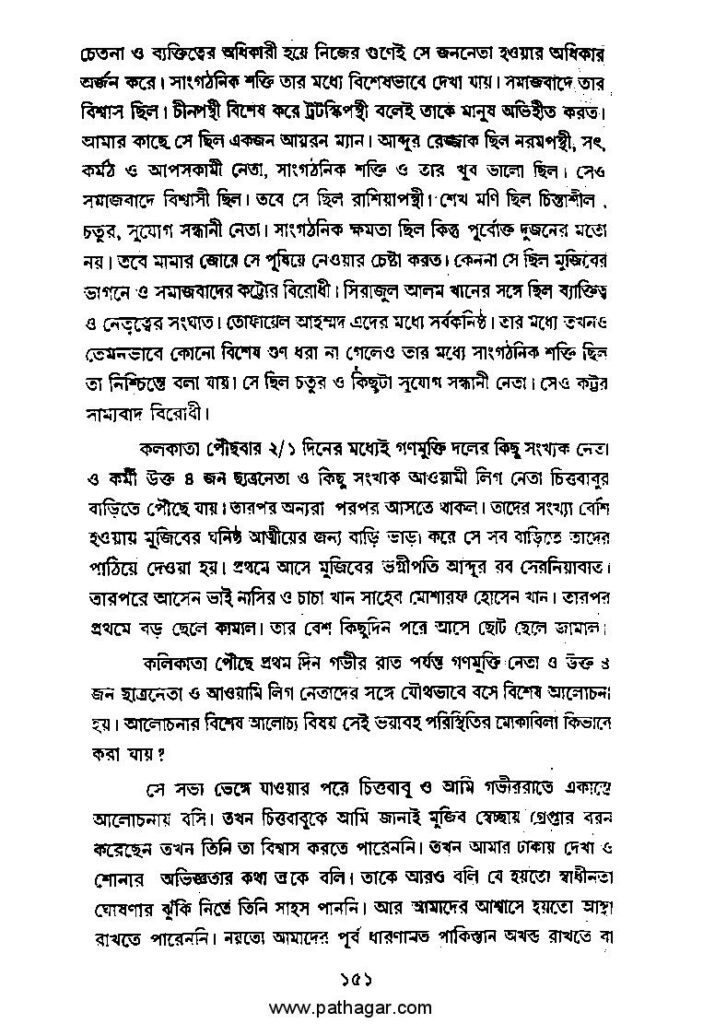 চেতনা ও ব্যক্তিত্বের অধিকারী হয়ে নিজের গুণেই সে জননেতা হওয়ার অধিকার
অর্জন করে। সাংগঠনিক শক্তি তার মধ্যে বিশেষভাবে দেখা যায়। সমাজবাদে তার
বিশ্বাস ছিল। চীনপন্থী বিশেষ করে ট্রটস্কিপন্থী বলেই তাকে মানুষ অভিহীত করত।
আমার কাছে সে ছিল একজন আয়রন ম্যান। আব্দুর রেজ্জাক ছিল নরমপন্থী, সৎ,
কর্মঠ ও আপসকামী নেতা, সাংগঠনিক শক্তি ও তার খুব ভালো ছিল। সেও
সমাজবাদে বিশ্বাসী ছিল। তবে সে ছিল রাশিয়াপন্থী। শেখ মণি ছিল চিন্তাশীল,
চতুর, সুযোগ সন্ধানী নেতা। সাংগঠনিক ক্ষমতা ছিল কিন্তু পূর্বোক্ত দুজনের মতো
নয়। তবে মামার জোরে সে পুষিয়ে নেওয়ার চেষ্টা করত। কেননা সে ছিল মুজিবের
ভাগনে ও সমাজবাদের কট্টোর বিরোধী। সিরাজুল আলম খানের সঙ্গে ছিল ব্যাক্তিত্ব
ও নেতৃত্বের সংঘাত। তোফায়েল আহম্মদ এদের মধ্যে সর্বকনিষ্ঠ। তার মধ্যে তখনও
তেমনভাবে কোনো বিশেষ গুণ ধরা না গেলেও তার মধ্যে সাংগঠনিক শক্তি ছিল
তা নিশ্চিন্তে বলা যায়। সে ছিল চতুর ও কিছুটা সুযোগ সন্ধানী নেতা। সেও কট্টর
সাম্যবাদ বিরোধী।
কলকাতা পৌঁছবার ২/১ দিনের মধ্যেই গণমুক্তি দলের কিছু সংখ্যক নেতা
ও কর্মী উক্ত ৪ জন ছাত্রনেতা ও কিছু সংখ্যক আওয়ামী লিগ নেতা চিত্তবাবুর
বাড়িতে পৌঁছে যায়। তারপর অন্যরা পরপর আসতে থাকল। তাদের সংখ্যা বেশি
হওয়ায় মুজিবের ঘনিষ্ঠ আত্মীয়ের জন্য বাড়ি ভাড়া করে সে সব বাড়িতে তাদের
পাঠিয়ে দেওয়া হয়। প্রথমে আসে মুজিবের ভগ্নীপতি আব্দুর রব সেরনিয়াবাত।
তারপরে আসেন ভাই নাসির ও চাচা খান সাহেব মোশারফ হোসেন খান। তারপর
প্রথমে বড় ছেলে কামাল। তার বেশ কিছুদিন পরে আসে ছোট ছেলে জামাল।
কলিকাতা পৌঁছে প্রথম দিন গভীর রাত পর্যন্ত গণমুক্তি নেতা ও উক্ত ৪
জন ছাত্রনেতা ও আওয়ামি লিগ নেতাদের সঙ্গে যৌথভাবে বসে বিশেষ আলোচনা
হয়। আলোচনার বিশেষ আলোচ্য বিষয় সেই ভয়াবহ পরিস্থিতির মোকাবিলা কিভাবে
করা যায়?
সে সভা ভেঙ্গে যাওয়ার পরে চিত্তবাবু ও আমি গভীররাতে একান্তে
আলোচনায় বসি। তখন চিত্তবাবুকে আমি জানাই মুজিব স্বেচ্ছায় গ্রেপ্তার বরন
করেছেন তখন তিনি তা বিশ্বাস করতে পারেননি। তখন আমার ঢাকায় দেখা ও
শোনার অভিজ্ঞতার কথা তাকে বলি। তাকে আরও বলি যে হয়তো স্বাধীনতা
ঘোষণার ঝুঁকি নিতে তিনি সাহস পাননি। আর আমাদের আশ্বাসে হয়তো আস্থা
রাখতে পারেননি। নয়তো আমাদের পূর্ব ধারণামত পাকিস্তান অখন্ড রাখতে বা
১৫১
www.pathagar.com